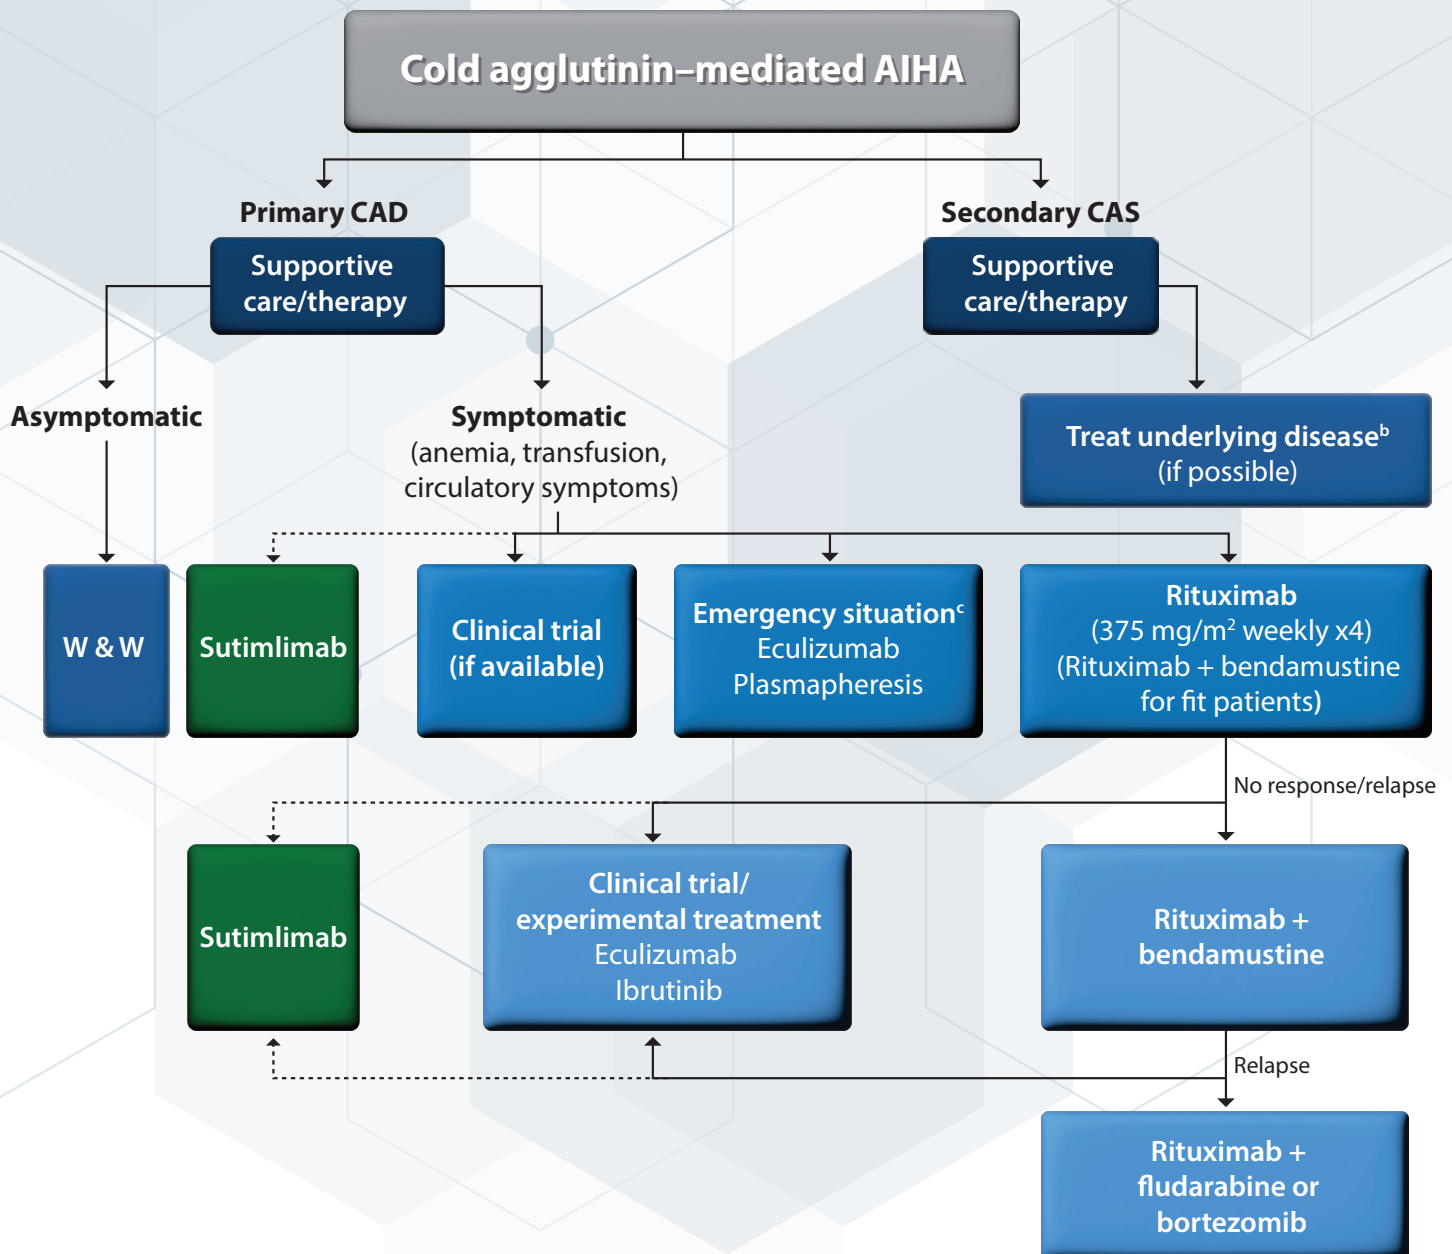 Cold agglutinin–mediated AIHA
Primary CAD
Supportive
care/therapy
Secondary CAS
Supportive
care/therapy
Asymptomatic
Symptomatic
(anemia, transfusion,
circulatory symptoms)
Treat underlying diseaseᵇ
(if possible)
W & W
Sutimlimab
Clinical trial
(if available)
Emergency situationᶜ
Eculizumab
Plasmapheresis
Rituximab
(375 mg/m² weekly x4)
(Rituximab + bendamustine
for fit patients)
No response/relapse
Sutimlimab
Clinical trial/
experimental treatment
Eculizumab
Ibrutinib
Rituximab +
bendamustine
Relapse
Rituximab +
fludarabine or
bortezomib